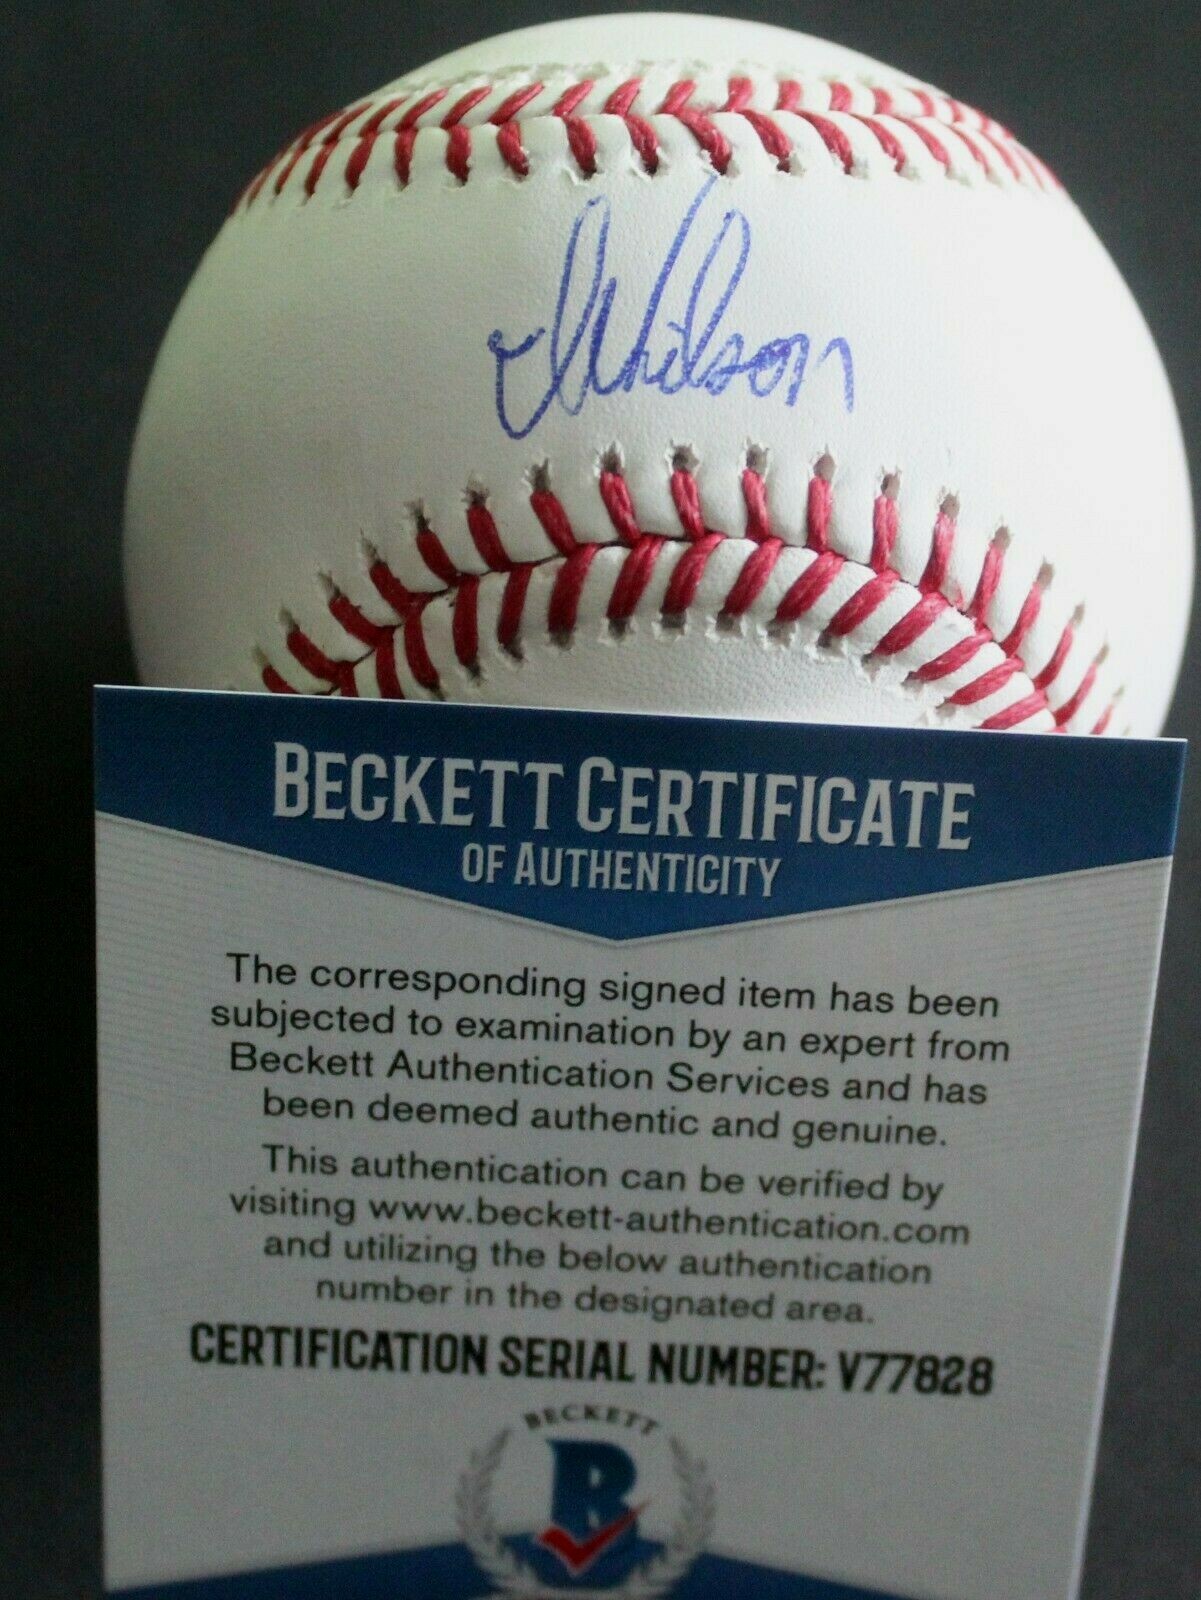 Wilson
BECKETT CERTIFICATE
OF AUTHENTICITY
The corresponding signed item has been
subjected to examination by an expert from
Beckett Authentication Services and has
been deemed authentic and genuine.
This authentication can be verified by
visiting www.beckett-authentication.com
and utilizing the below authentication
number in the designated area.
CERTIFICATION SERIAL NUMBER: V77828
BECKETT
B